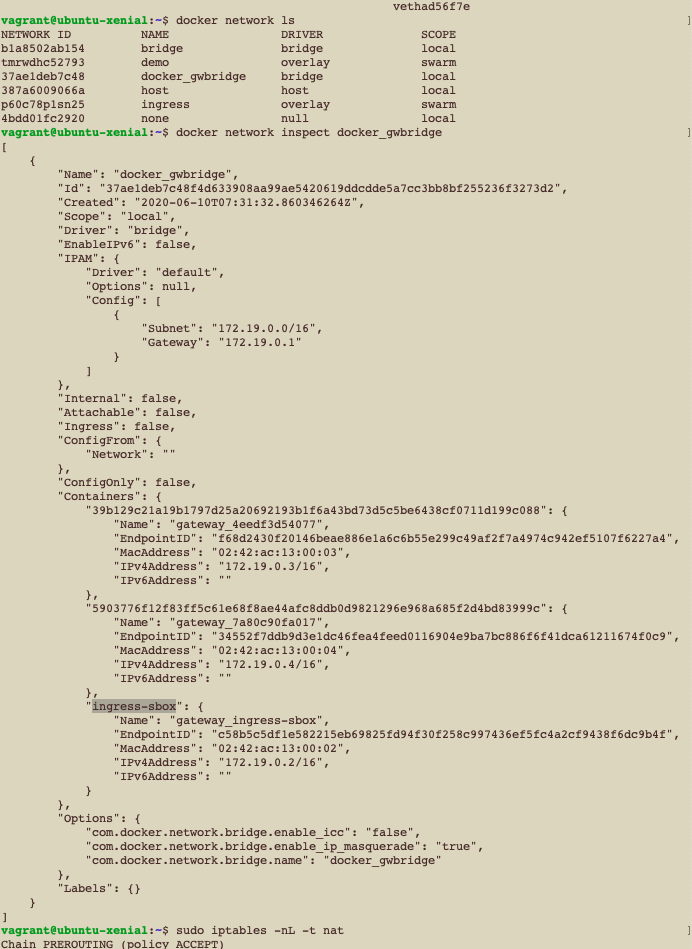 vethad56f7e
vagrant@ubuntu-xenial:~$ docker network ls ]
NETWORK ID NAME DRIVER SCOPE
b1a8502ab154 bridge bridge local
tmrwdhc52793 demo overlay swarm
37ae1deb7c48 docker_gwbridge bridge local
387a6009066a host host local
p60c78p1sn25 ingress overlay swarm
4bdd01fc2920 none null local
vagrant@ubuntu-xenial:~$ docker network inspect docker_gwbridge ]
[
    {
        "Name": "docker_gwbridge",
        "Id": "37ae1deb7c48f4d633908aa99ae5420619ddcdde5a7cc3bb8bf255236f3273d2",
        "Created": "2020-06-10T07:31:32.860346264Z",
        "Scope": "local",
        "Driver": "bridge",
        "EnableIPv6": false,
        "IPAM": {
            "Driver": "default",
            "Options": null,
            "Config": [
                {
                    "Subnet": "172.19.0.0/16",
                    "Gateway": "172.19.0.1"
                }
            ]
        },
        "Internal": false,
        "Attachable": false,
        "Ingress": false,
        "ConfigFrom": {
            "Network": ""
        },
        "ConfigOnly": false,
        "Containers": {
            "39b129c21a19b1797d25a20692193b1f6a43bd73d5c5be6438cf0711d199c088": {
                "Name": "gateway_4eedf3d54077",
                "EndpointID": "f68d2430f20146beae886e1a6c6b55e299c49af2f7a4974c942ef5107f6227a4",
                "MacAddress": "02:42:ac:13:00:03",
                "IPv4Address": "172.19.0.3/16",
                "IPv6Address": ""
            },
            "5903776f12f83ff5c61e68f8ae44afc8ddb0d9821296e968a685f2d4bd83999c": {
                "Name": "gateway_7a80c90fa017",
                "EndpointID": "34552f7ddb9d3e1dc46fea4feed0116904e9ba7bc886f6f41dca61211674f0c9",
                "MacAddress": "02:42:ac:13:00:04",
                "IPv4Address": "172.19.0.4/16",
                "IPv6Address": ""
            },
            "ingress-sbox": {
                "Name": "gateway_ingress-sbox",
                "EndpointID": "c58b5c5df1e582215eb69825fd94f30f258c997436ef5fc4a2cf9438f6dc9b4f",
                "MacAddress": "02:42:ac:13:00:02",
                "IPv4Address": "172.19.0.2/16",
                "IPv6Address": ""
            }
        },
        "Options": {
            "com.docker.network.bridge.enable_icc": "false",
            "com.docker.network.bridge.enable_ip_masquerade": "true",
            "com.docker.network.bridge.name": "docker_gwbridge"
        },
        "Labels": {}
    }
]
vagrant@ubuntu-xenial:~$ sudo iptables -nL -t nat ]
Chain PREROUTING (policy ACCEPT)